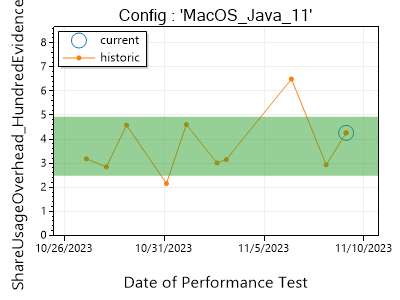 Config : 'MacOS_Java_11'
ShareUsageOverhead_HundredEvidence
current
historic
8
7
6
5
4
3
2
1
0
10/26/2023
10/31/2023
11/5/2023
11/10/2023
Date of Performance Test